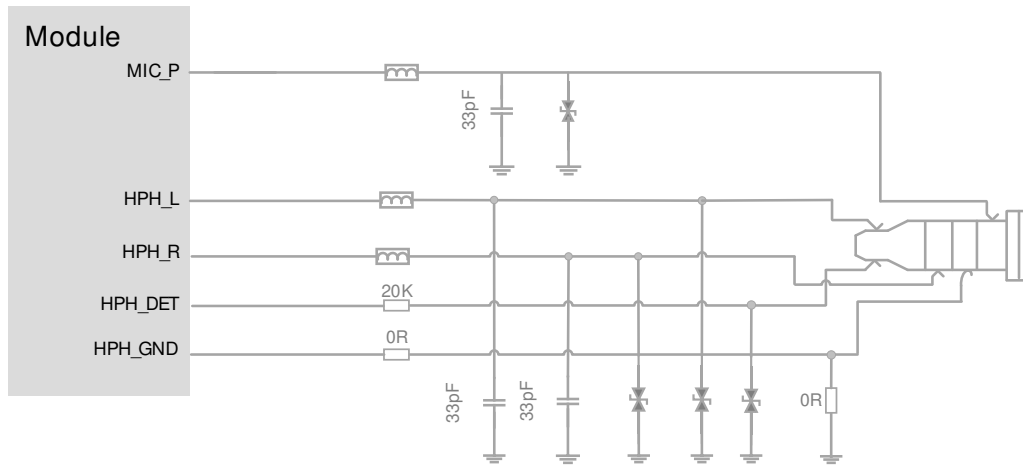 Module
MIC_P
33pF
HPH_L
HPH_R
20K
HPH_DET
0R
HPH_GND
33pF
33pF
0R